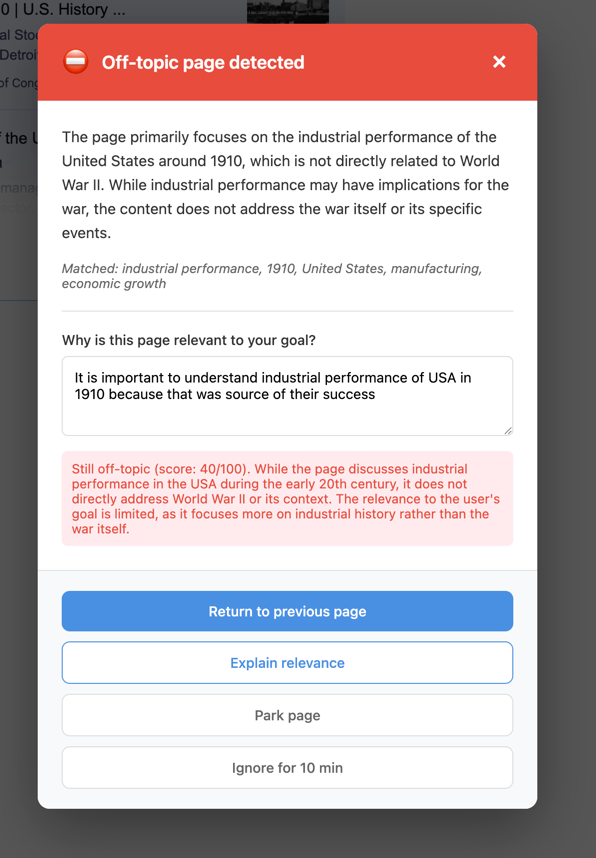 0 | U.S. History ...
al Stoc
Detroi
of Cong
f the U
n
mana
Off-topic page detected
The page primarily focuses on the industrial performance of the
United States around 1910, which is not directly related to World
War II. While industrial performance may have implications for the
war, the content does not address the war itself or its specific
events.
Matched: industrial performance, 1910, United States, manufacturing,
economic growth
Why is this page relevant to your goal?
It is important to understand industrial performance of USA in
1910 because that was source of their success
Still off-topic (score: 40/100). While the page discusses industrial
performance in the USA during the early 20th century, it does not
directly address World War II or its context. The relevance to the user's
goal is limited, as it focuses more on industrial history rather than the
war itself.
Return to previous page
Explain relevance
Park page
Ignore for 10 min